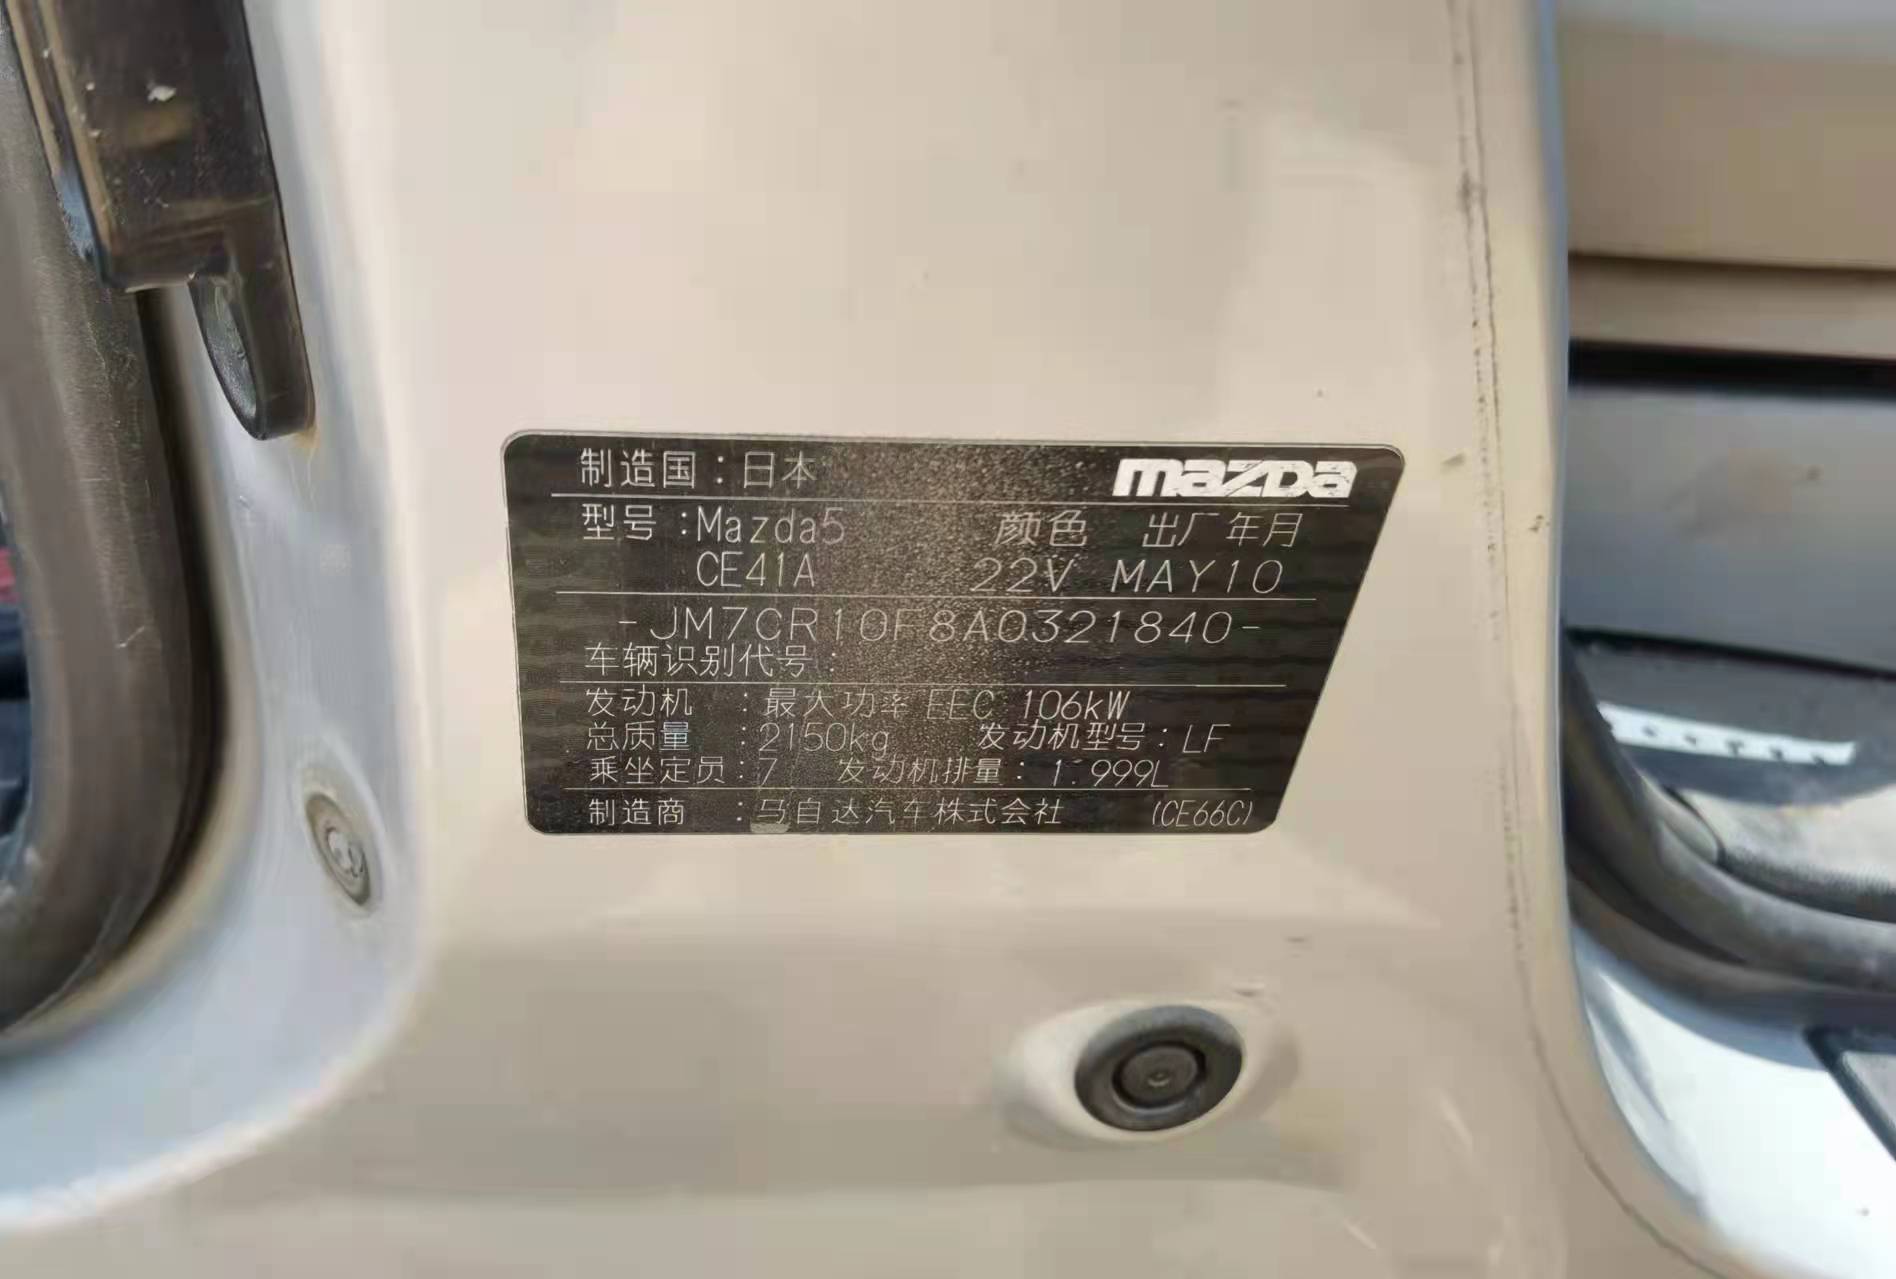 制造国：日本 mazda
型号：Mazda5 颜色 出厂年月
CE41A 22V MAY10
-JM7CR10F8A0321840-
车辆识别代号：
发动机 ：最大功率 EEC 106kW
总质量 ：2150kg 发动机型号：LF
乘坐定员：7 发动机排量：1.999L
制造商 ：马自达汽车株式会社 (CE66C)